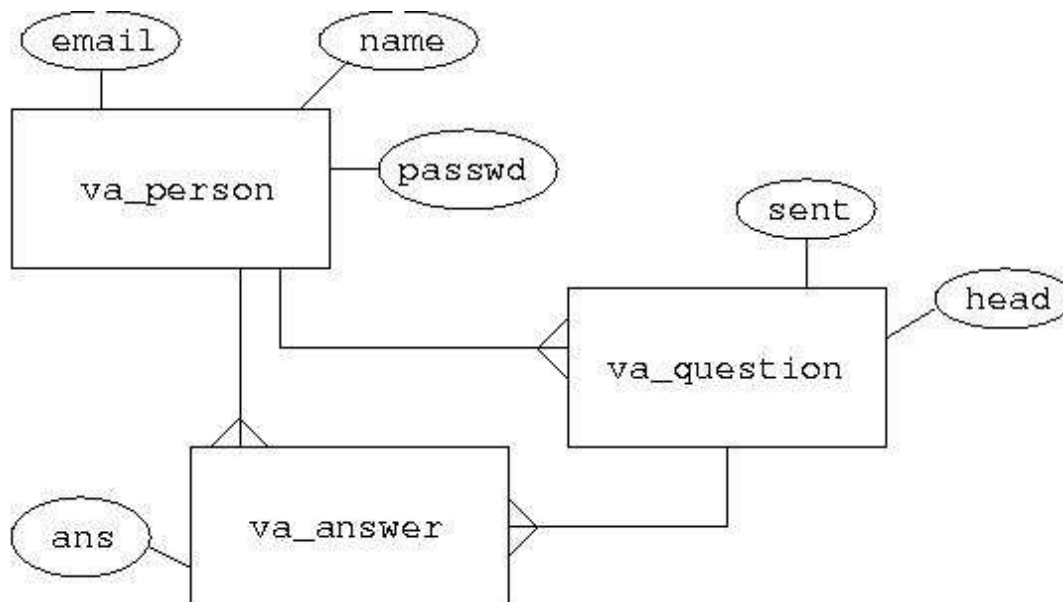 email
name
passwd
va_person
sent
head
va_question
va_answer
ans